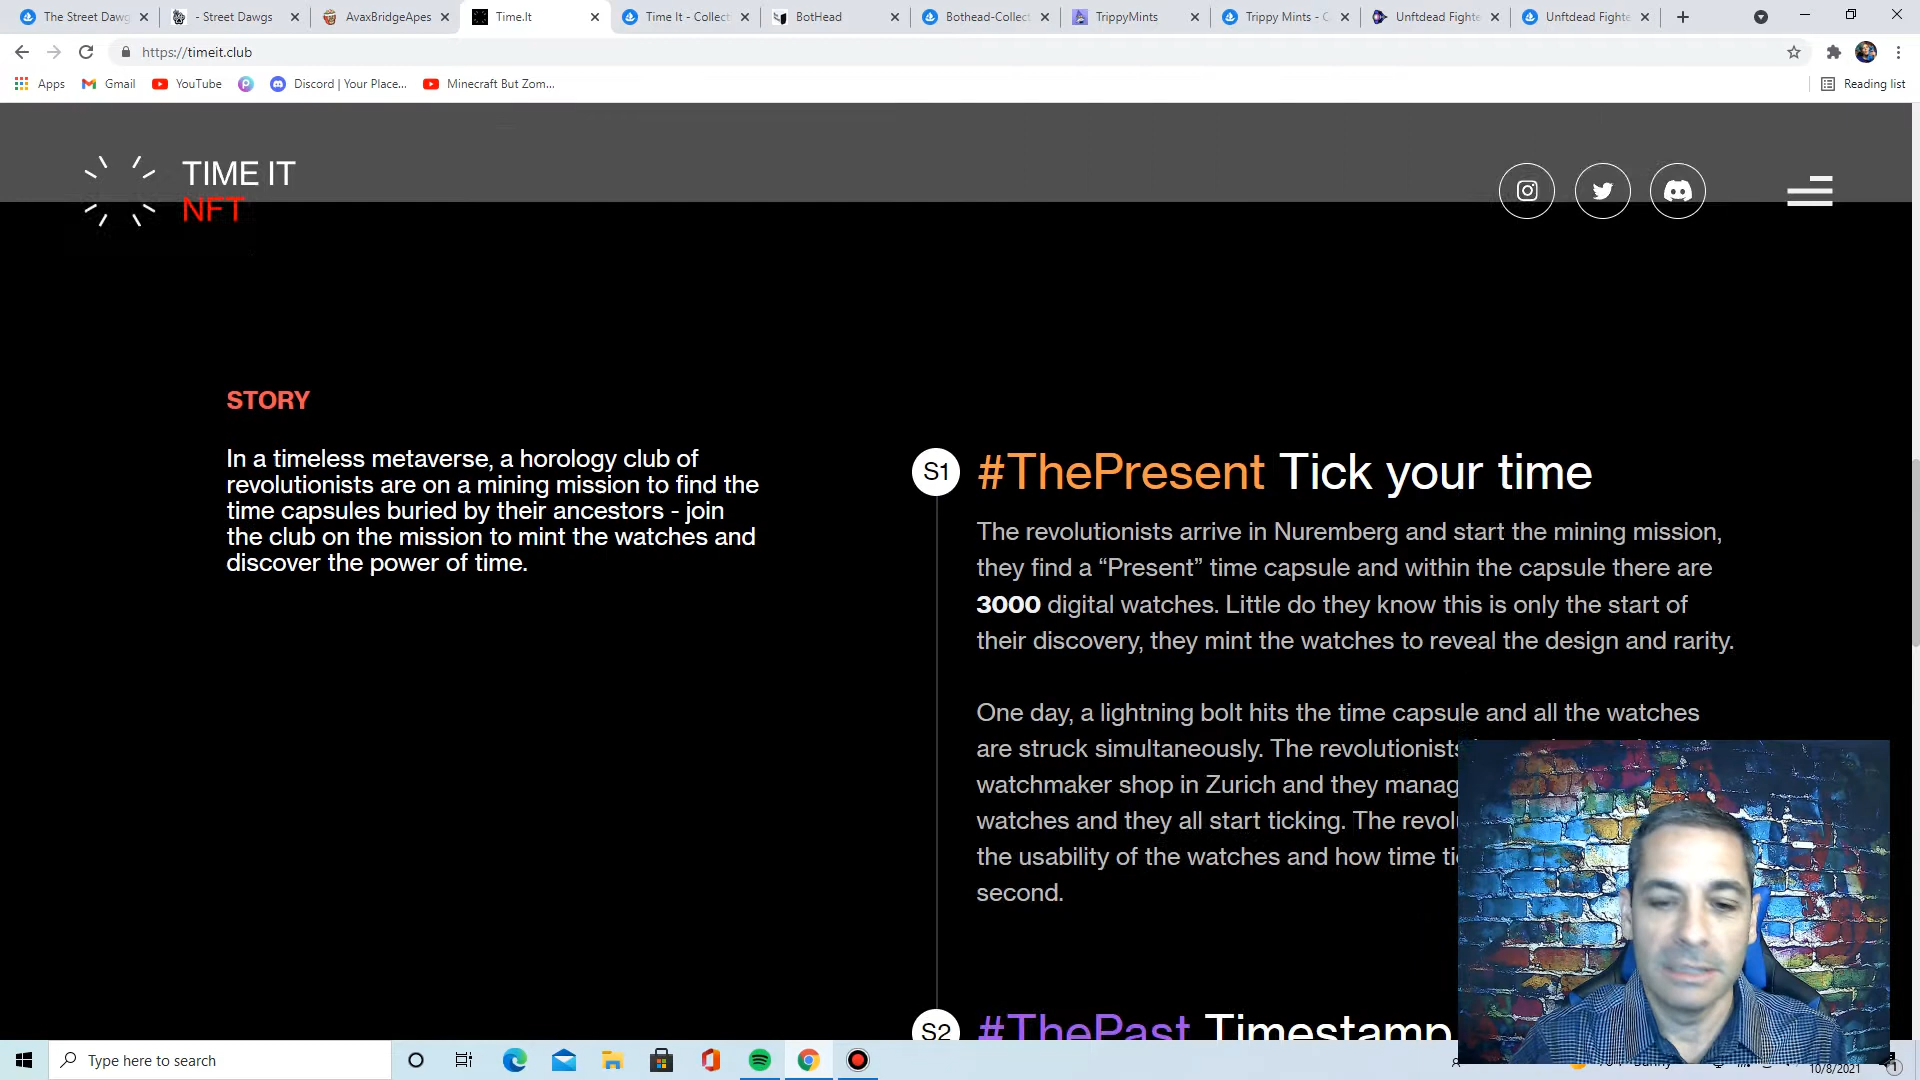 The Street Dawg
- Street Dawgs
AvaxBridgeApes
Time.It
Time It - Collect
BotHead
Bothead-Collect
TrippyMints
Trippy Mints - C
Unftdead Fighte
Unftdead Fighte
https://timeit.club
Apps
Gmail
YouTube
Discord | Your Place...
Minecraft But Zom...
Reading list
TIME IT
NFT
STORY
In a timeless metaverse, a horology club of
revolutionists are on a mining mission to find the
time capsules buried by their ancestors - join
the club on the mission to mint the watches and
discover the power of time.
S1
#ThePresent Tick your time
The revolutionists arrive in Nuremberg and start the mining mission,
they find a “Present” time capsule and within the capsule there are
3000 digital watches. Little do they know this is only the start of
their discovery, they mint the watches to reveal the design and rarity.
One day, a lightning bolt hits the time capsule and all the watches
are struck simultaneously. The revolutionists
watchmaker shop in Zurich and they manag
watches and they all start ticking. The revol
the usability of the watches and how time ti
second.
S2
#ThePast Timestamp
Type here to search
10/8/2021
1